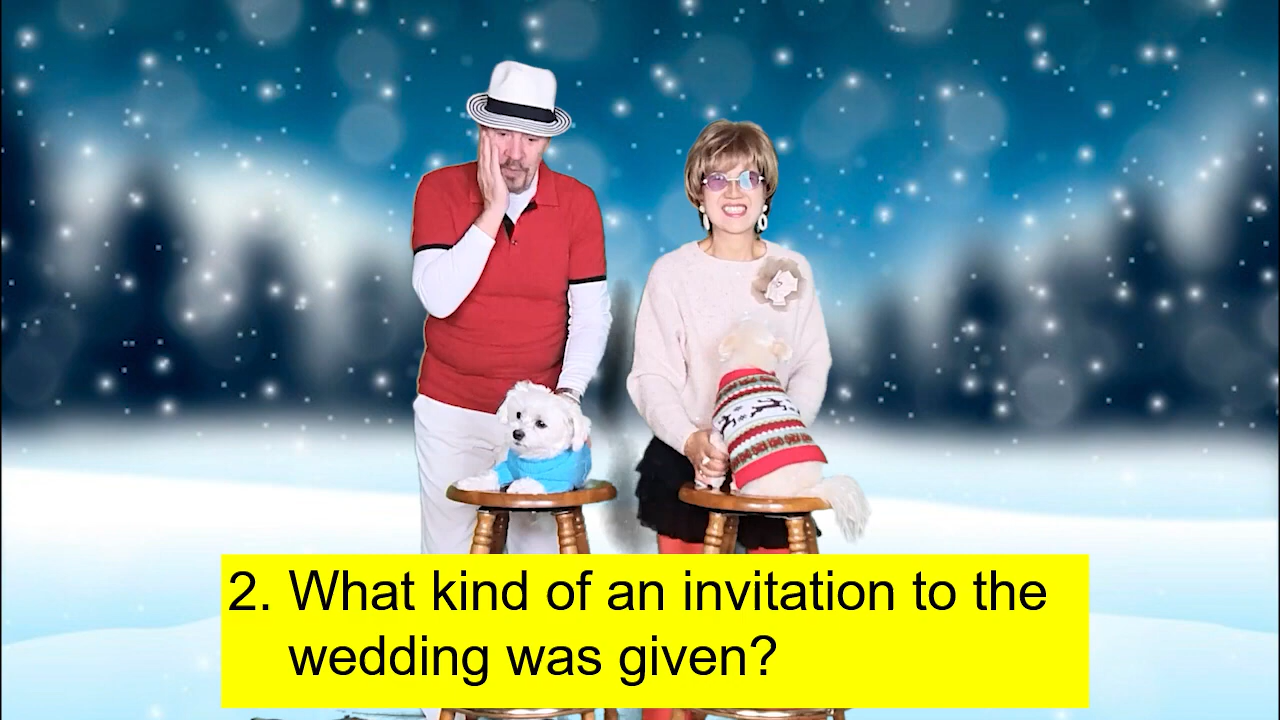 2. What kind of an invitation to the
wedding was given?